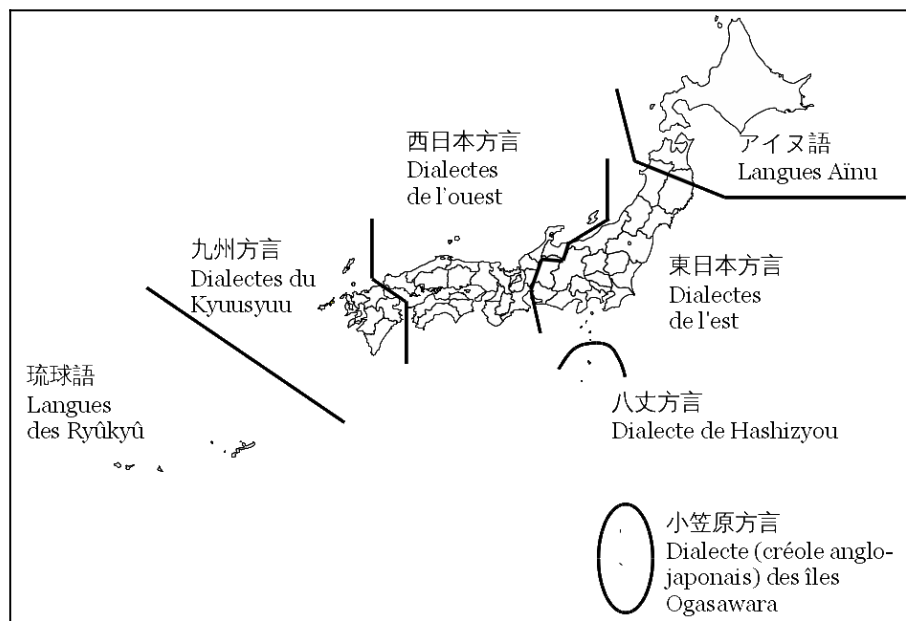 西日本方言
Dialectes
de l'ouest
アイヌ語
Langues Aïnu
九州方言
Dialectes du
Kyuusyuu
東日本方言
Dialectes
de l'est
琉球語
Langues
des Ryûkyû
八丈方言
Dialecte de Hashizyou
小笠原方言
Dialecte (créole anglo-
japonais) des îles
Ogasawara